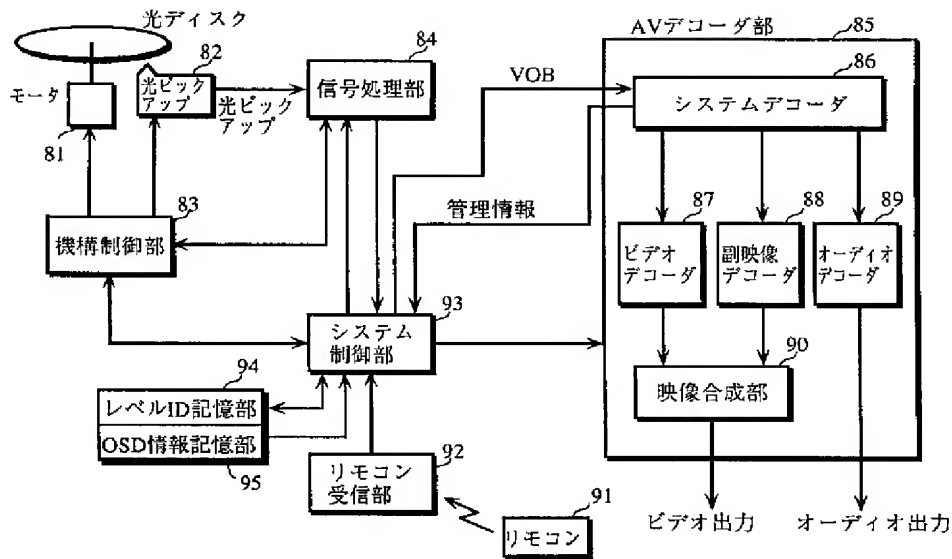 光ディスク
82
光ピック
アップ
光ピック
アップ
モータ
81
84
信号処理部
AVデコーダ部
85
VOB
86
システムデコーダ
83
機構制御部
管理情報
87
ビデオ
デコーダ
88
副映像
デコーダ
89
オーディオ
デコーダ
93
システム
制御部
90
映像合成部
94
レベルID記憶部
OSD情報記憶部
95
92
リモコン
受信部
91
リモコン
ビデオ出力
オーディオ出力